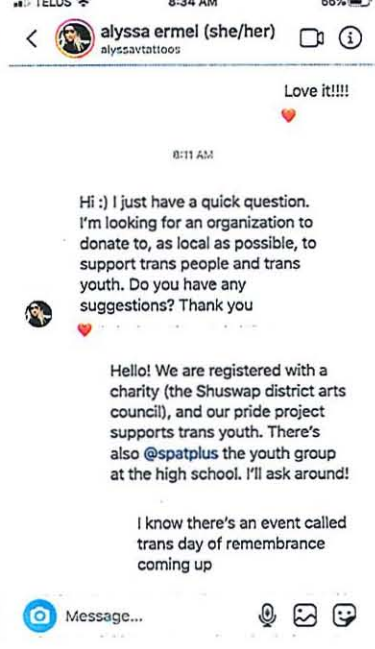 TELUS 8:34 AM 66%
alyssa ermel (she/her)
alyssavtattoos
Love it!!!!
8:11 AM
Hi :) I just have a quick question.
I'm looking for an organization to
donate to, as local as possible, to
support trans people and trans
youth. Do you have any
suggestions? Thank you
Hello! We are registered with a
charity (the Shuswap district arts
council), and our pride project
supports trans youth. There's
also @spatplus the youth group
at the high school. I'll ask around!
I know there's an event called
trans day of remembrance
coming up
Message...